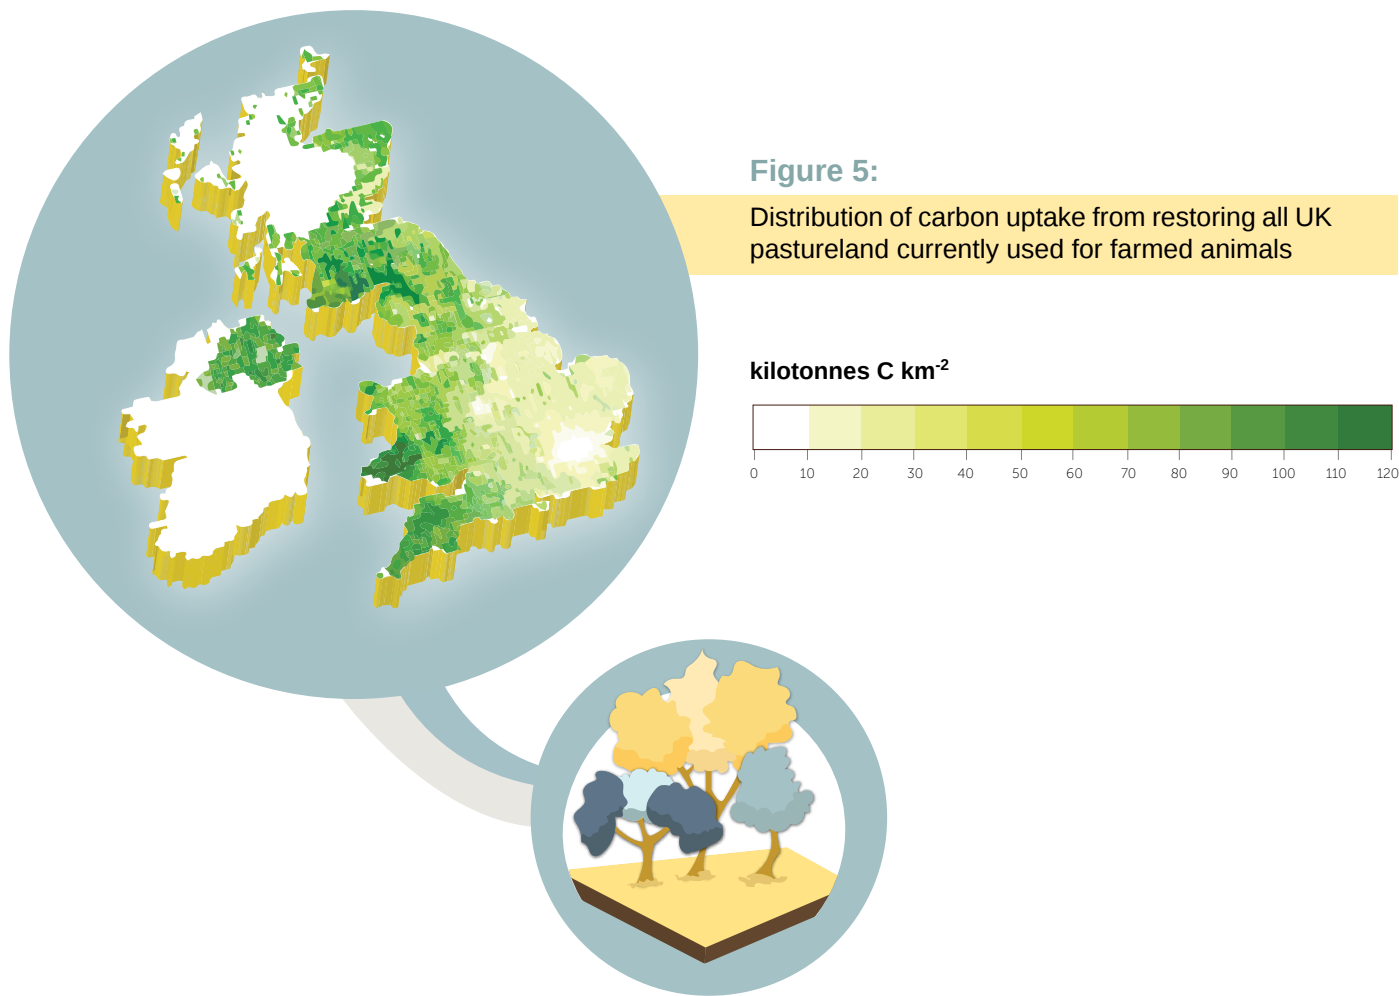 Figure 5:
Distribution of carbon uptake from restoring all UK
pastureland currently used for farmed animals
kilotonnes C km-2
0 10 20 30 40 50 60 70 80 90 100 110 120